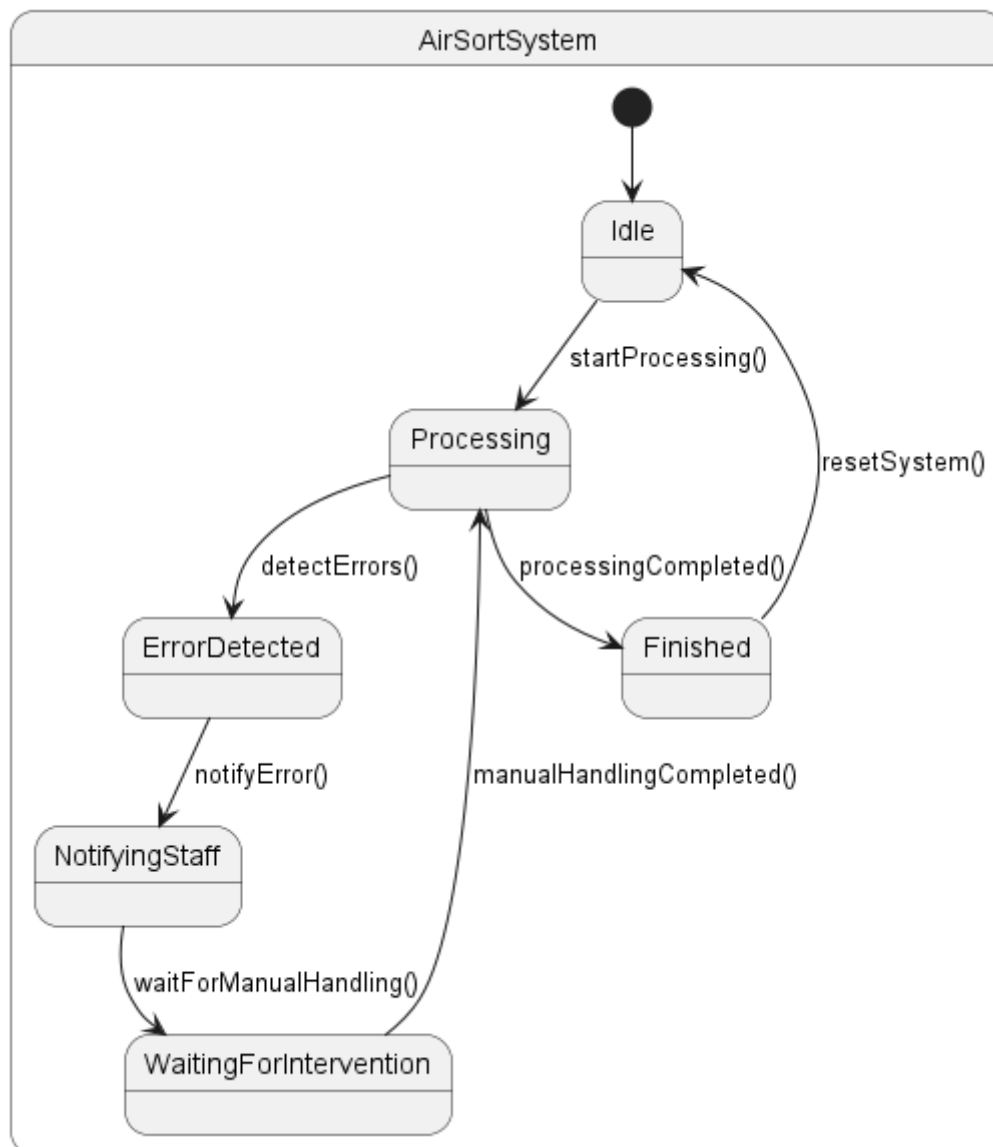 AirSortSystem
Idle
startProcessing()
Processing
resetSystem()
detectErrors()
processingCompleted()
ErrorDetected
Finished
notifyError()
manualHandlingCompleted()
NotifyingStaff
waitForManualHandling()
WaitingForIntervention